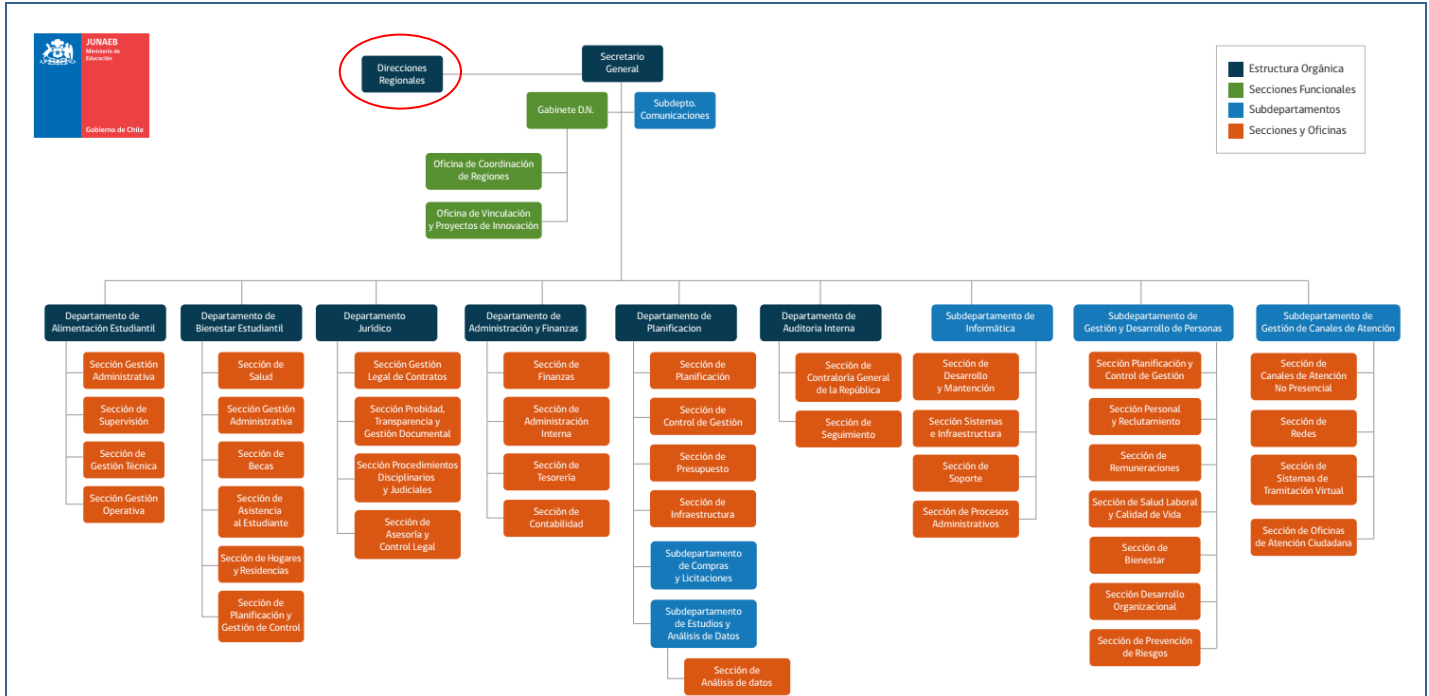 JUNAEB
Ministerio de
Educación
Gobierno de Chile
Direcciones
Regionales
Secretario
General
Gabinete D.N.
Subdepto.
Comunicaciones
Oficina de Coordinación
de Regiones
Oficina de Vinculación
y Proyectos de Innovación
Estructura Orgánica
Secciones Funcionales
Subdepartamentos
Secciones y Oficinas
Departamento de
Alimentación Estudiantil
Sección Gestión
Administrativa
Sección de
Supervisión
Sección de
Gestión Técnica
Sección Gestión
Operativa
Departamento de
Bienestar Estudiantil
Sección de
Salud
Sección Gestión
Administrativa
Sección de
Becas
Sección de
Asistencia
al Estudiante
Sección de Hogares
y Residencias
Sección de
Planificación y
Gestión de Control
Departamento
Jurídico
Sección Gestión
Legal de Contratos
Sección Probidad,
Transparencia y
Gestión Documental
Sección Procedimientos
Disciplinarios
y Judiciales
Sección de
Asesoría y
Control Legal
Departamento de
Administración y Finanzas
Sección de
Finanzas
Sección de
Administración
Interna
Sección de
Tesorería
Sección de
Contabilidad
Departamento de
Planificacion
Sección de
Planificación
Sección de
Control de Gestión
Sección de
Presupuesto
Sección de
Infraestructura
Subdepartamento
de Compras
y Licitaciones
Subdepartamento
de Estudios y
Análisis de Datos
Sección de
Análisis de datos
Departamento de
Auditoria Interna
Sección de
Contraloría General
de la República
Sección de
Seguimiento
Subdepartamento de
Informática
Sección de
Desarrollo
y Mantención
Sección Sistemas
e Infraestructura
Sección de
Soporte
Sección de Procesos
Administrativos
Subdepartamento de
Gestión y Desarrollo de Personas
Sección Planificación y
Control de Gestión
Sección Personal
y Reclutamiento
Sección de
Remuneraciones
Sección de Salud Laboral
y Calidad de Vida
Sección de
Bienestar
Sección Desarrollo
Organizacional
Sección de Prevención
de Riesgos
Subdepartamento de
Gestión de Canales de Atención
Sección de
Canales de Atención
No Presencial
Sección de
Redes
Sección de
Sistemas de
Tramitación Virtual
Sección de Oficinas
de Atención Ciudadana